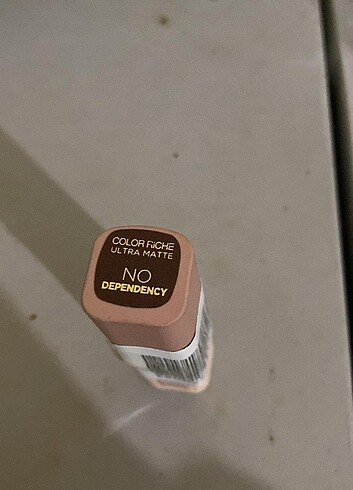 COLOR RICHE
ULTRA MATTE
NO
DEPENDENCY